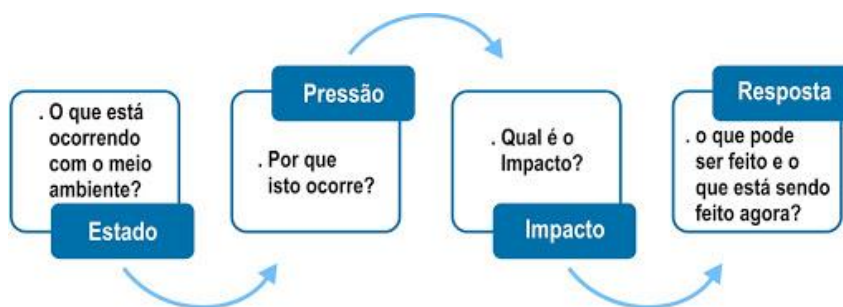 . O que está
ocorrendo
com o meio
ambiente?
Estado
Pressão
. Por que
isto ocorre?
. Qual é o
Impacto?
Impacto
Resposta
. o que pode
ser feito e o
que está sendo
feito agora?